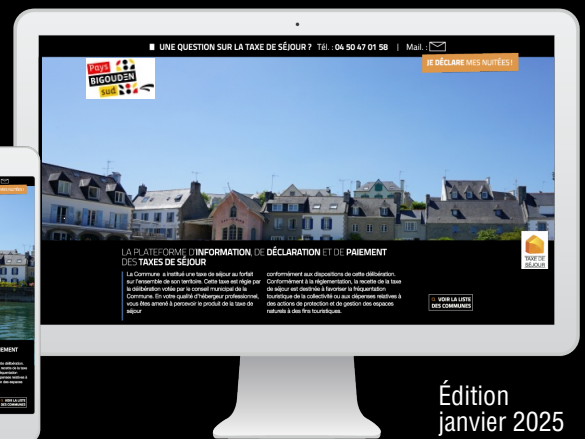 UNE QUESTION SUR LA TAXE DE SÉJOUR ? Tél. : 04 50 47 01 58 | Mail. :
JE DÉCLARE MES NUITÉES !
Pays
BIGOUDEN
sud
LA PLATEFORME D'INFORMATION, DE DÉCLARATION ET DE PAIEMENT
DES TAXES DE SÉJOUR
La Commune a institué une taxe de séjour au forfait
sur l'ensemble de son territoire. Cette taxe est régie par
la délibération votée par le conseil municipal de la
Commune. En votre qualité d'hébergeur professionnel,
vous êtes amené à percevoir le produit de la taxe de
séjour
conformément aux dispositions de cette délibération.
Conformément à la réglementation, la recette de la taxe
de séjour est destinée à favoriser la fréquentation
touristique de la collectivité ou aux dépenses relatives à
des actions de protection et de gestion des espaces
naturels à des fins touristiques.
TAXE DE
SÉJOUR
VOIR LA LISTE
DES COMMUNES
EMENT
VOIR LA LISTE
DES COMMUNES
Édition
janvier 2025